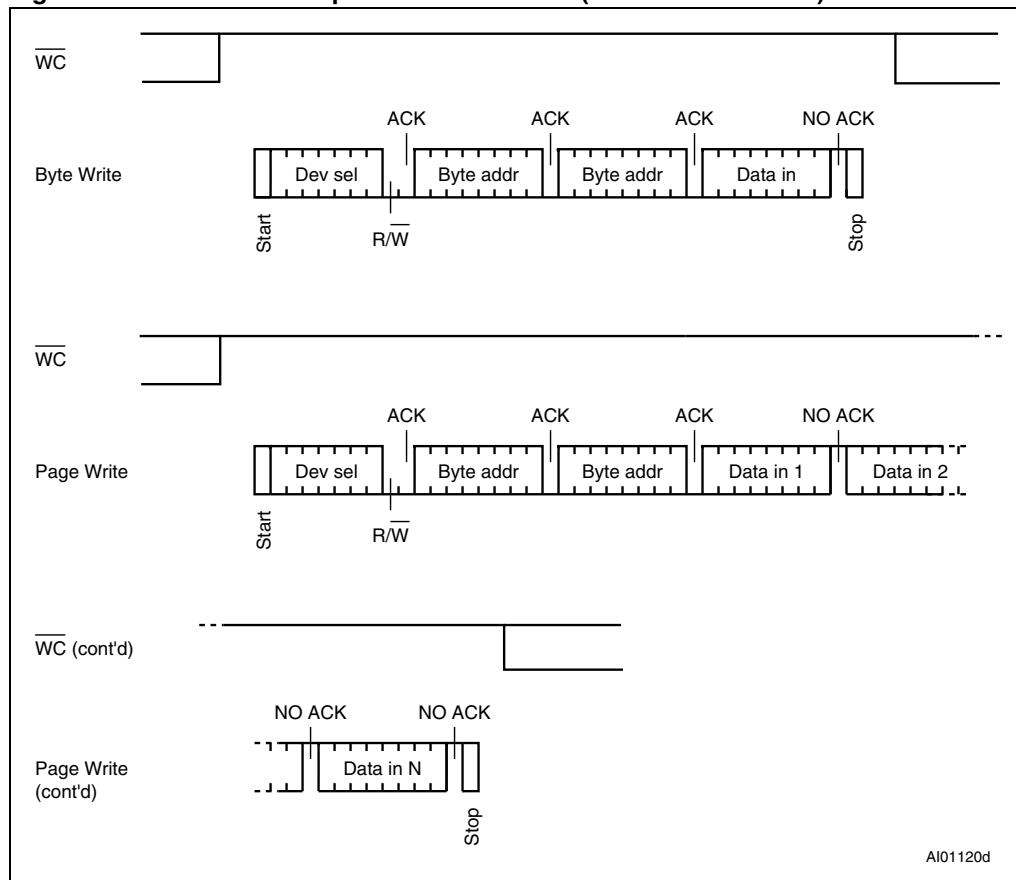 WC
ACK ACK ACK NO ACK
Byte Write Dev sel Byte addr Byte addr Data in
Start R/W Stop
WC
ACK ACK ACK NO ACK
Page Write Dev sel Byte addr Byte addr Data in 1 Data in 2
Start R/W
WC (cont'd)
NO ACK NO ACK
Page Write
(cont'd)
Data in N
Stop
AI01120d